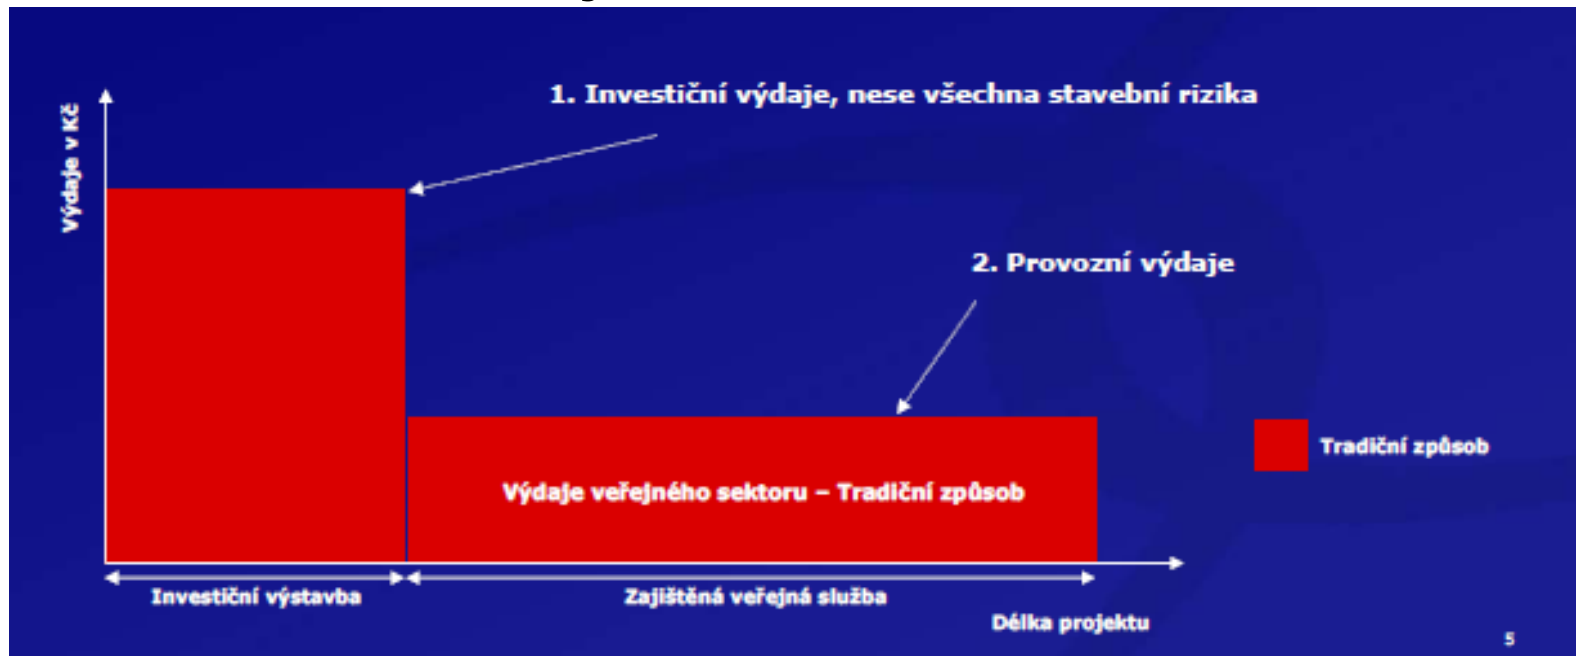 1. Investiční výdaje, nese všechna stavební rizika
Výdaje v Kč
2. Provozní výdaje
Tradiční způsob
Výdaje veřejného sektoru – Tradiční způsob
Investiční výstavba
Zajištěná veřejná služba
Délka projektu
5